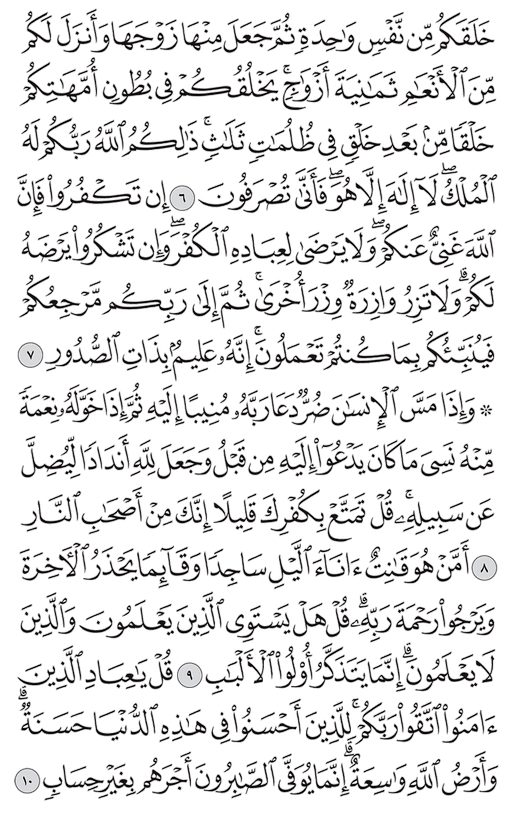 خَلَقَكُم مِّن نَّفۡسٖ وَٰحِدَةٖ ثُمَّ جَعَلَ مِنۡهَا زَوۡجَهَا وَأَنزَلَ لَكُم
مِّنَ ٱلۡأَنۡعَٰمِ ثَمَٰنِيَةَ أَزۡوَٰجٖۚ يَخۡلُقُكُمۡ فِي بُطُونِ أُمَّهَٰتِكُمۡ
خَلۡقٗا مِّنۢ بَعۡدِ خَلۡقٖ فِي ظُلُمَٰتٖ ثَلَٰثٖۚ ذَٰلِكُمُ ٱللَّهُ رَبُّكُمۡ لَهُ
ٱلۡمُلۡكُۖ لَآ إِلَٰهَ إِلَّا هُوَۖ فَأَنَّىٰ تُصۡرَفُونَ ٦ إِن تَكۡفُرُواْ فَإِنَّ
ٱللَّهَ غَنِيٌّ عَنكُمۡۖ وَلَا يَرۡضَىٰ لِعِبَادِهِ ٱلۡكُفۡرَۖ وَإِن تَشۡكُرُواْ يَرۡضَهُ
لَكُمۡۗ وَلَا تَزِرُ وَازِرَةٞ وِزۡرَ أُخۡرَىٰۚ ثُمَّ إِلَىٰ رَبِّكُم مَّرۡجِعُكُمۡ
فَيُنَبِّئُكُم بِمَا كُنتُمۡ تَعۡمَلُونَۚ إِنَّهُۥ عَلِيمُۢ بِذَاتِ ٱلصُّدُورِ ٧
۞ وَإِذَا مَسَّ ٱلۡإِنسَٰنَ ضُرّٞ دَعَا رَبَّهُۥ مُنِيبًا إِلَيۡهِ ثُمَّ إِذَا خَوَّلَهُۥ نِعۡمَةٗ
مِّنۡهُ نَسِيَ مَا كَانَ يَدۡعُوٓاْ إِلَيۡهِ مِن قَبۡلُ وَجَعَلَ لِلَّهِ أَندَادٗا لِّيُضِلَّ
عَن سَبِيلِهِۦۚ قُلۡ تَمَتَّعۡ بِكُفۡرِكَ قَلِيلًا إِنَّكَ مِنۡ أَصۡحَٰبِ ٱلنَّارِ
٨ أَمَّنۡ هُوَ قَٰنِتٌ ءَانَآءَ ٱلَّيۡلِ سَاجِدٗا وَقَآئِمٗا يَحۡذَرُ ٱلۡأٓخِرَةَ
وَيَرۡجُواْ رَحۡمَةَ رَبِّهِۦۗ قُلۡ هَلۡ يَسۡتَوِي ٱلَّذِينَ يَعۡلَمُونَ وَٱلَّذِينَ
لَا يَعۡلَمُونَۗ إِنَّمَا يَتَذَكَّرُ أُوْلُواْ ٱلۡأَلۡبَٰبِ ٩ قُلۡ يَٰعِبَادِ ٱلَّذِينَ
ءَامَنُواْ ٱتَّقُواْ رَبَّكُمۡۚ لِلَّذِينَ أَحۡسَنُواْ فِي هَٰذِهِ ٱلدُّنۡيَا حَسَنَةٞۗ
وَأَرۡضُ ٱللَّهِ وَٰسِعَةٌۗ إِنَّمَا يُوَفَّى ٱلصَّٰبِرُونَ أَجۡرَهُم بِغَيۡرِ حِسَابٖ ١٠